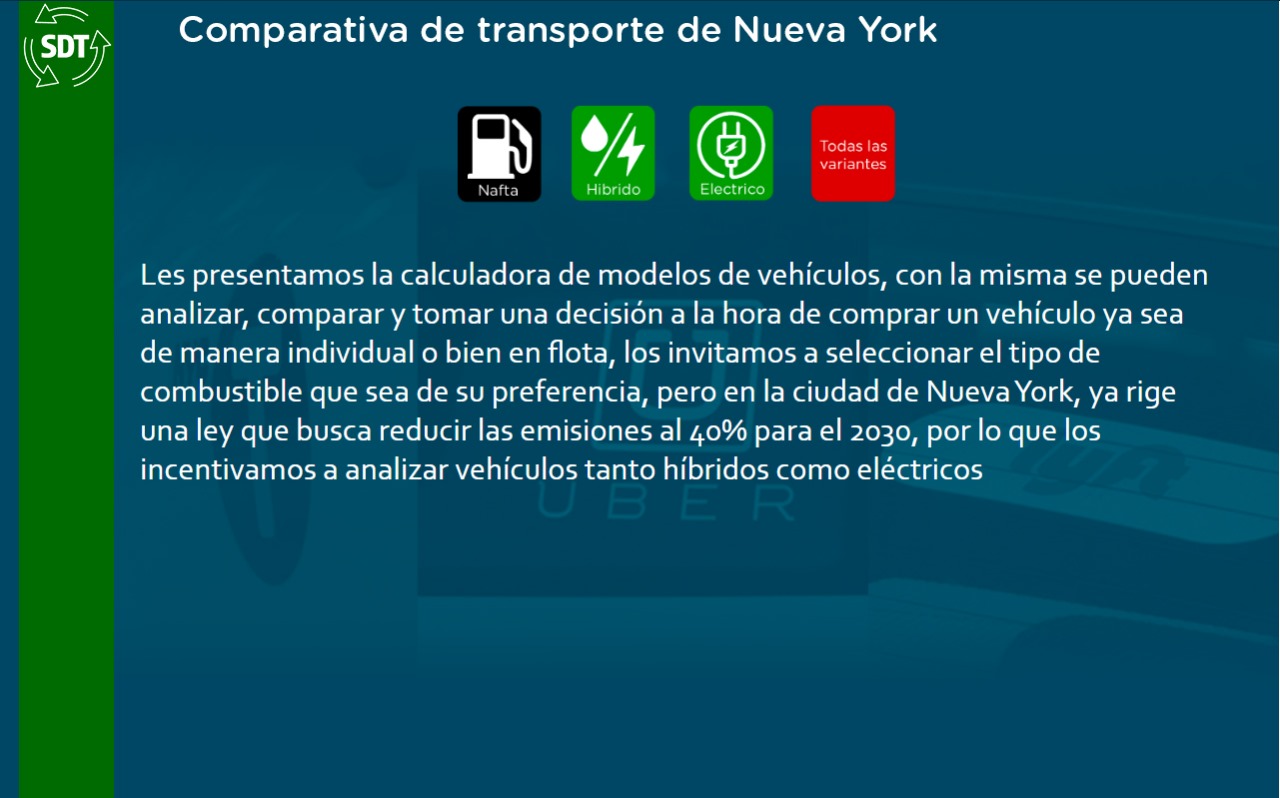 SDT
Comparativa de transporte de Nueva York
Nafta
Hibrido
Electrico
Todas las
variantes
Les presentamos la calculadora de modelos de vehículos, con la misma se pueden
analizar, comparar y tomar una decisión a la hora de comprar un vehículo ya sea
de manera individual o bien en flota, los invitamos a seleccionar el tipo de
combustible que sea de su preferencia, pero en la ciudad de Nueva York, ya rige
una ley que busca reducir las emisiones al 40% para el 2030, por lo que los
incentivamos a analizar vehículos tanto híbridos como eléctricos
UBER